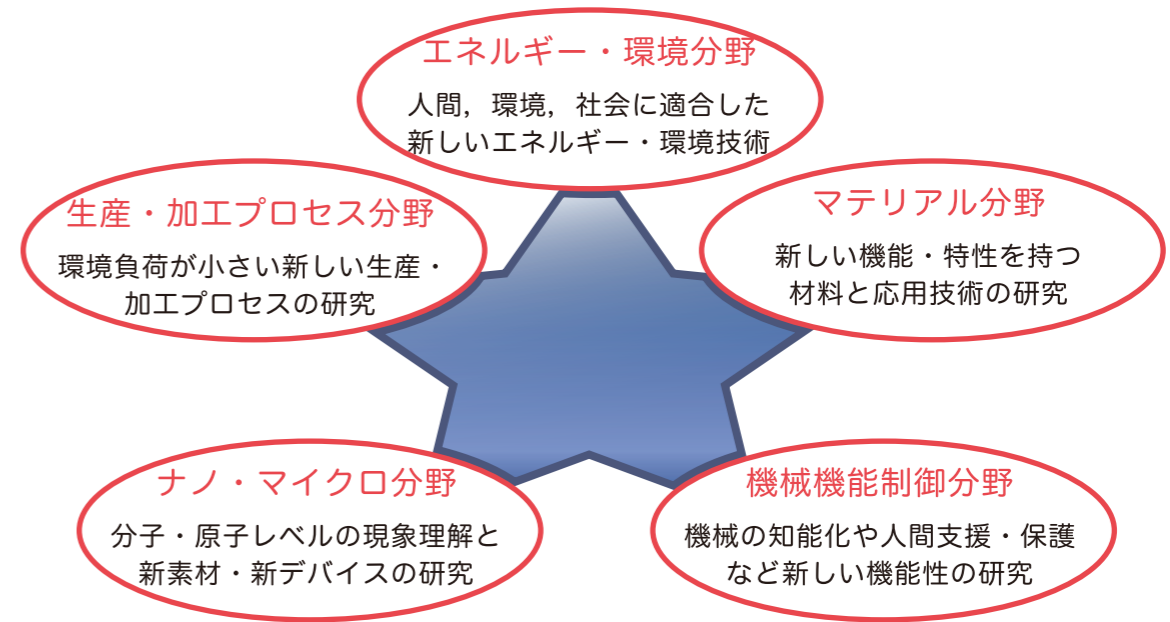 エネルギー・環境分野
人間，環境，社会に適合した
新しいエネルギー・環境技術
生産・加工プロセス分野
環境負荷が小さい新しい生産・
加工プロセスの研究
マテリアル分野
新しい機能・特性を持つ
材料と応用技術の研究
ナノ・マイクロ分野
分子・原子レベルの現象理解と
新素材・新デバイスの研究
機械機能制御分野
機械の知能化や人間支援・保護
など新しい機能性の研究